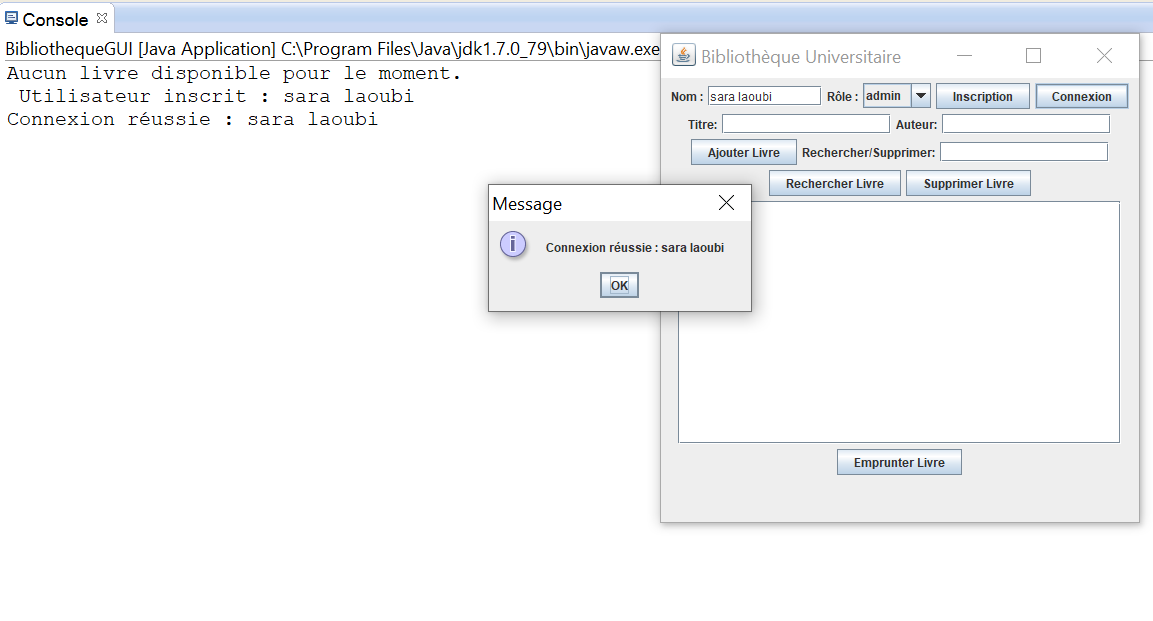 Console
BibliothequeGUI [Java Application] C:\Program Files\Java\jdk1.7.0_79\bin\javaw.exe
Aucun livre disponible pour le moment.
Utilisateur inscrit : sara laoubi
Connexion réussie : sara laoubi
Bibliothèque Universitaire
Nom : sara laoubi Rôle : admin Inscription Connexion
Titre: Auteur:
Ajouter Livre Rechercher/Supprimer:
Rechercher Livre Supprimer Livre
Message
Connexion réussie : sara laoubi
OK
Emprunter Livre